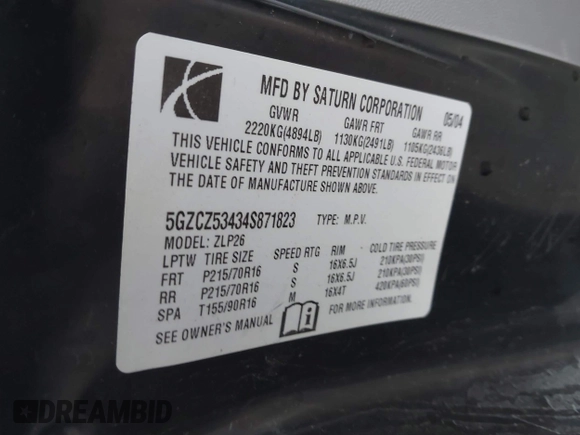 MFD BY SATURN CORPORATION 05/04
GVWR GAWR FRT GAWR RR
2220KG(4894LB) 1130KG(2491LB) 1105KG(2436LB)
THIS VEHICLE CONFORMS TO ALL APPLICABLE U.S. FEDERAL MOTOR
VEHICLE SAFETY AND THEFT PREVENTION STANDARDS IN EFFECT ON
THE DATE OF MANUFACTURE SHOWN ABOVE.
5GZCZ53434S871823 TYPE: M.P.V.
MODEL: ZLP26
LPTW TIRE SIZE SPEED RTG RIM COLD TIRE PRESSURE
FRT P215/70R16 S 16X6.5J 210KPA(30PSI)
RR P215/70R16 S 16X6.5J 210KPA(30PSI)
SPA T155/90R16 M 16X4T 420KPA(60PSI)
SEE OWNER'S MANUAL FOR MORE INFORMATION.
DREAMBID